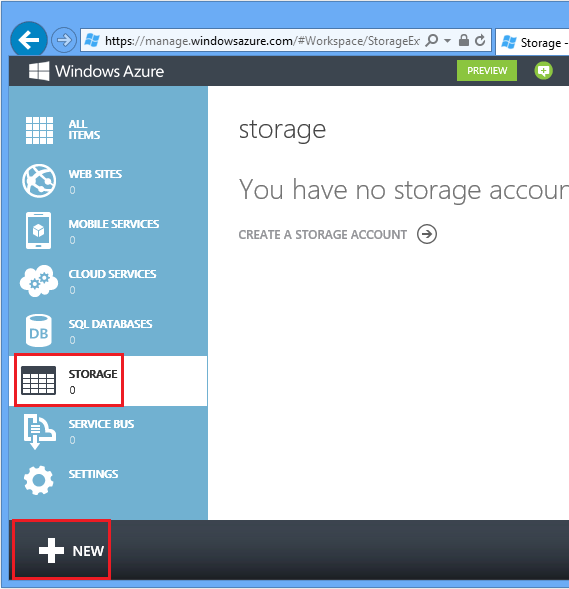 https://manage.windowsazure.com/#Workspace/StorageEx
Storage -
Windows Azure
PREVIEW
ALL
ITEMS
WEB SITES
0
MOBILE SERVICES
0
CLOUD SERVICES
0
DB
SQL DATABASES
0
STORAGE
0
SERVICE BUS
0
SETTINGS
storage
You have no storage accoun
CREATE A STORAGE ACCOUNT
NEW